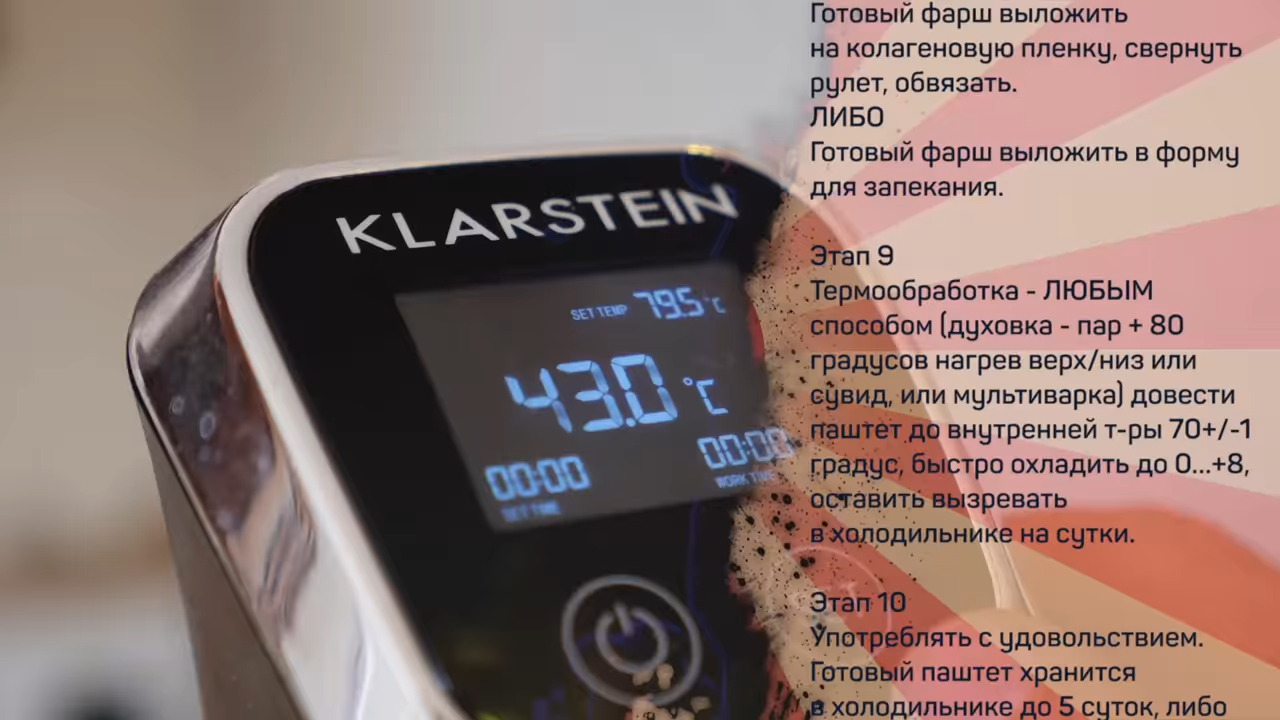 KLARSTEIN
SET TEMP 79.5 °C
43.0 °C
00:00 00:00
SET TIME WORK TIME
Готовый фарш выложить
на колагеновую пленку, свернуть
рулет, обвязать.
ЛИБО
Готовый фарш выложить в форму
для запекания.
Этап 9
Термообработка - ЛЮБЫМ
способом (духовка - пар + 80
градусов нагрев верх/низ или
сувид, или мультиварка) довести
паштет до внутренней т-ры 70+/-1
градус, быстро охладить до 0...+8,
оставить вызревать
в холодильнике на сутки.
Этап 10
Употреблять с удовольствием.
Готовый паштет хранится
в холодильнике до 5 суток, либо